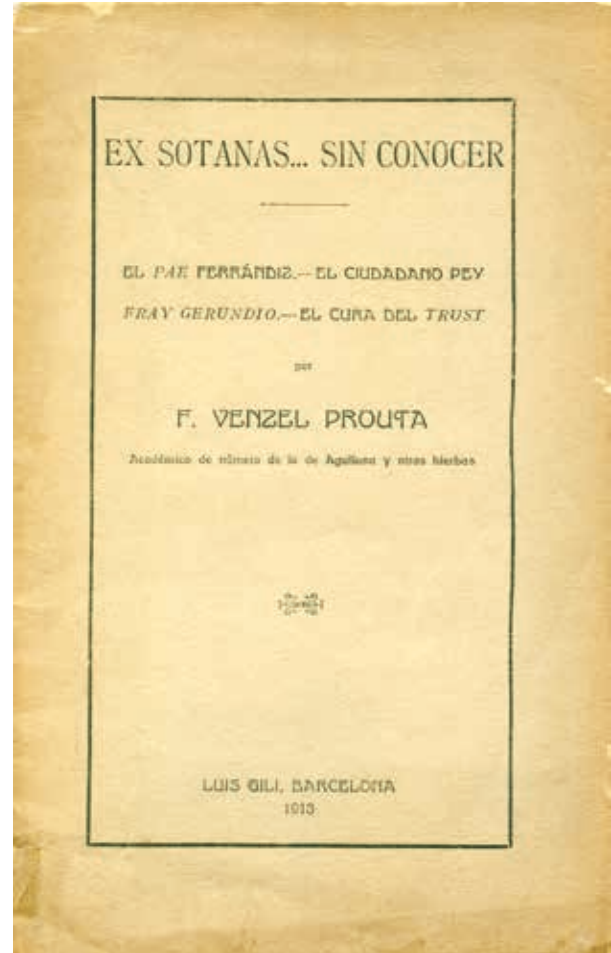 EX SOTANAS... SIN CONOCER
EL PAE FERRÁNDIZ.—EL CIUDADANO PEY
FRAY GERUNDIO.—EL CURA DEL TRUST
por
F. VENZEL PROUTA
Académico de número de la de Agullana y otras hierbas
LUIS GILI, BARCELONA
1913